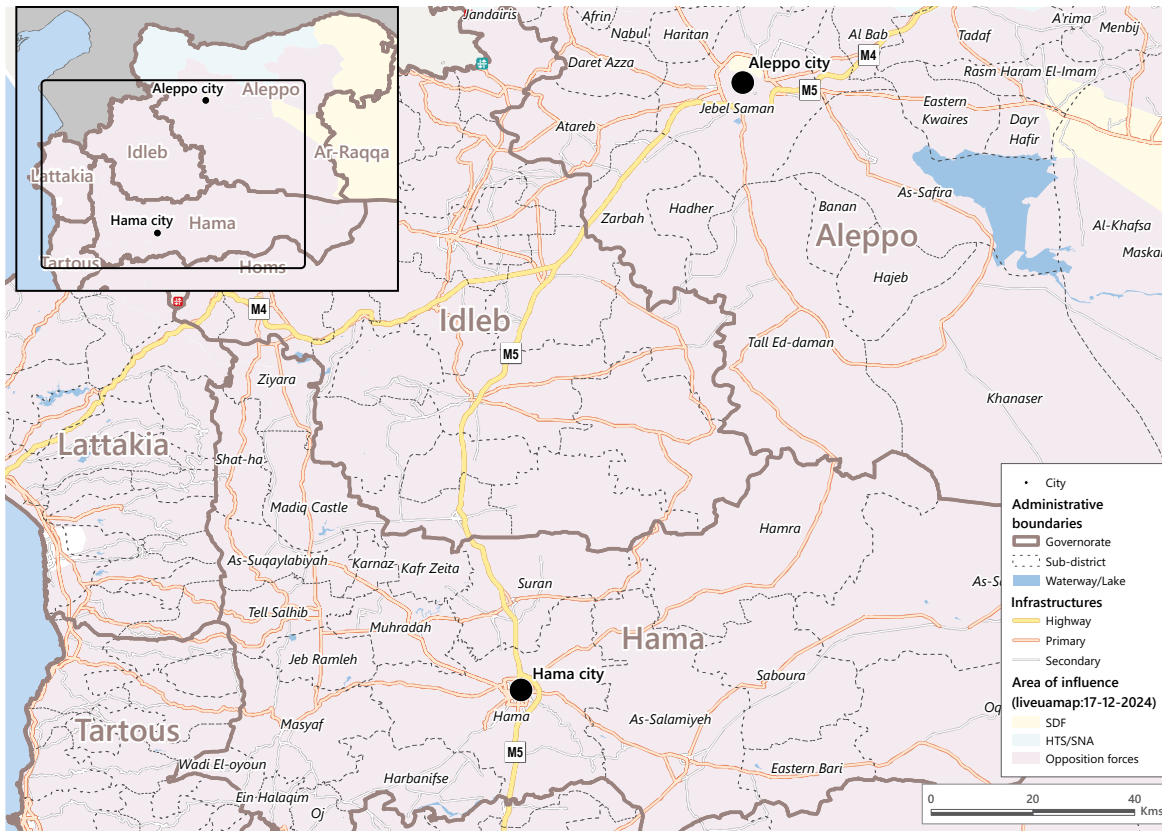 Jandairis
Afrin
Nabul
Haritan
Al Bab
M4
Tadaf
A'rima
Menbij
Daret Azza
Aleppo city
M5
Rasm Haram El-Imam
Jebel Saman
Eastern
Kwaires
Dayr
Hafir
Atareb
As-Safira
Zarbah
Hadher
Banan
Aleppo
Al-Khafsa
Maska
Hajeb
Aleppo city
Aleppo
Idleb
Ar-Raqqa
Lattakia
Hama city
Hama
Tartous
Homs
M4
Idleb
M5
Tall Ed-daman
Ziyara
Khanaser
Lattakia
Shat-ha
Madiq Castle
Hamra
As-Suqaylabiyah
Karnaz
Kafr Zeita
Suran
As-S
Tell Salhib
Muhradah
Hama
Jeb Ramleh
Hama city
Saboura
Hama
As-Salamiyeh
Oq
Masyaf
Tartous
M5
Wadi El-oyoun
Harbanifse
Eastern Bari
Ein Halaqim
Oj
City
Administrative
boundaries
Governorate
Sub-district
Waterway/Lake
Infrastructures
Highway
Primary
Secondary
Area of influence
(liveuamap:17-12-2024)
SDF
HTS/SNA
Opposition forces
0 20 40
Kms